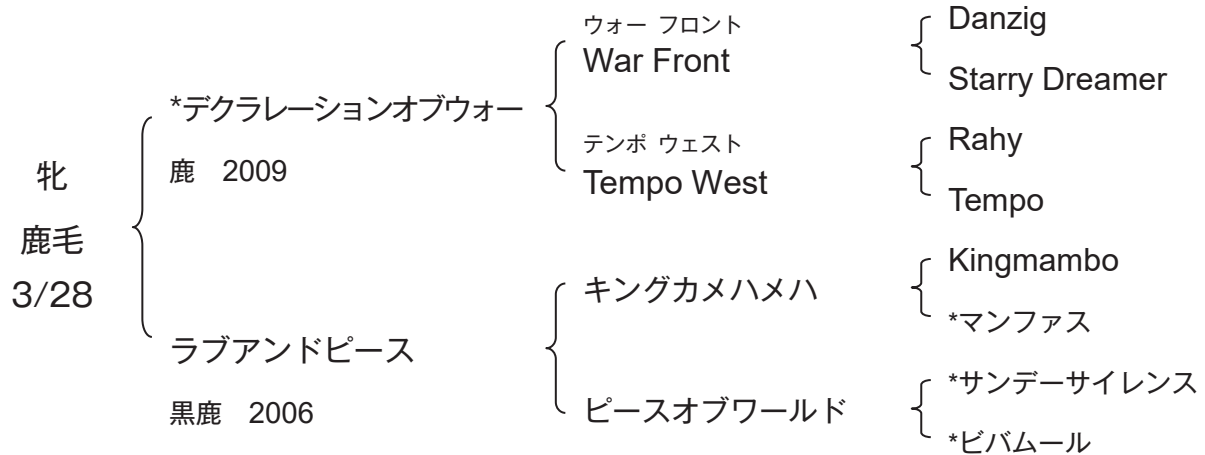 牝
鹿毛
3/28
*デクラレーションオブウォー
鹿　2009
ラブアンドピース
黒鹿　2006
ウォー フロント
War Front
テンポ ウェスト
Tempo West
キングカメハメハ
ピースオブワールド
Danzig
Starry Dreamer
Rahy
Tempo
Kingmambo
*マンファス
*サンデーサイレンス
*ビバムール